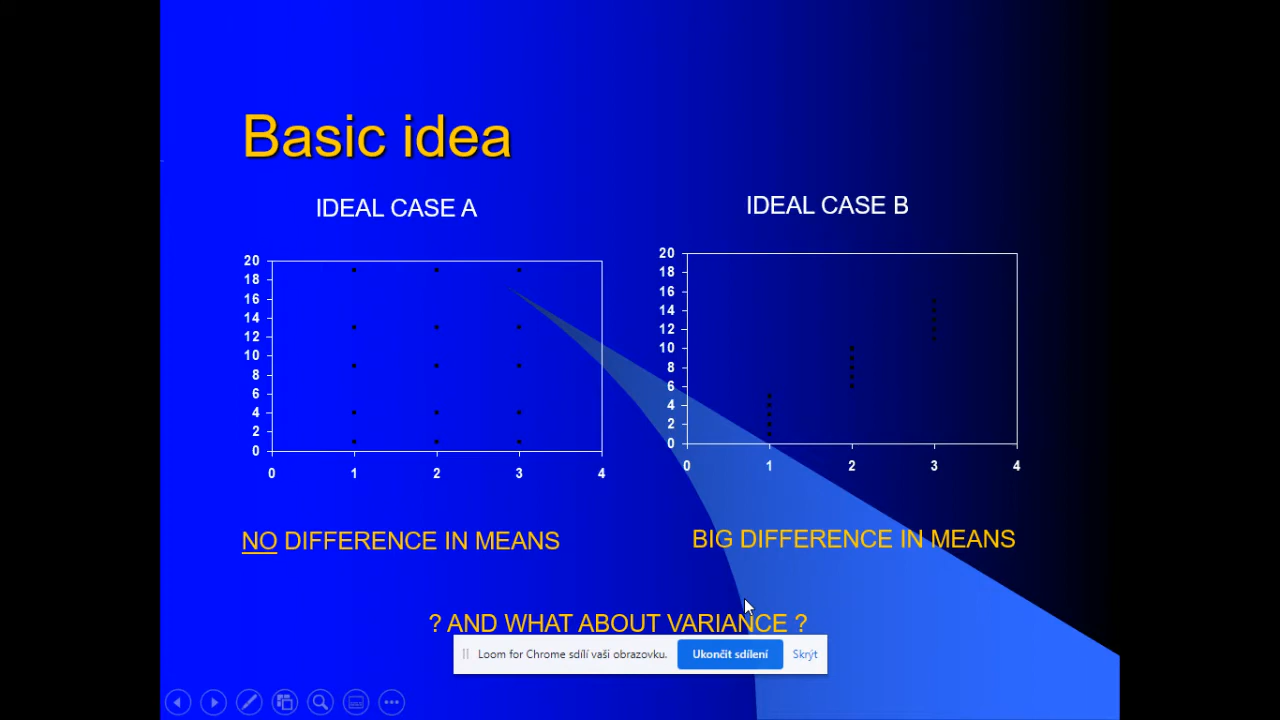 Basic idea
IDEAL CASE A
IDEAL CASE B
20
18
16
14
12
10
8
6
4
2
0
0 1 2 3 4
20
18
16
14
12
10
8
6
4
2
0
0 1 2 3 4
NO DIFFERENCE IN MEANS
BIG DIFFERENCE IN MEANS
? AND WHAT ABOUT VARIANCE ?
Loom for Chrome sdílí vaši obrazovku. Ukončit sdílení Skrýt